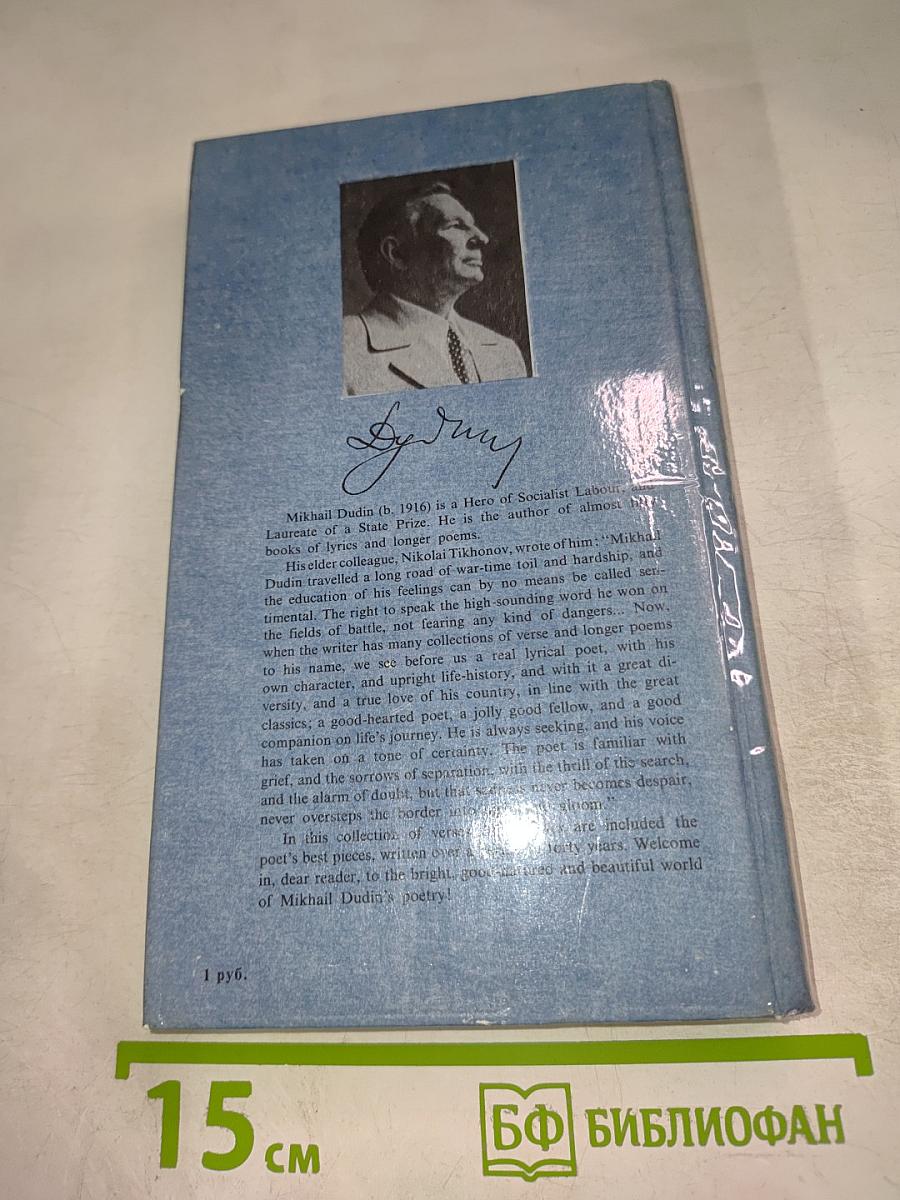 Дудин
Mikhail Dudin (b. 1916) is a Hero of Socialist Labour, and
Laureate of a State Prize. He is the author of almost
books of lyrics and longer poems.
His elder colleague, Nikolai Tikhonov, wrote of him: "Mikhail
Dudin travelled a long road of war-time toil and hardship, and
the education of his feelings can by no means be called sen-
timental. The right to speak the high-sounding word he won on
the fields of battle, not fearing any kind of dangers... Now,
when the writer has many collections of verse and longer poems
to his name, we see before us a real lyrical poet, with his
own character, and upright life-history, and with it a great di-
versity, and a true love of his country, in line with the great
classics; a good-hearted poet, a jolly good fellow, and a good
companion on life's journey. He is always seeking, and his voice
has taken on a tone of certainty. The poet is familiar with
grief, and the sorrows of separation, with the thrill of the search,
and the alarm of doubt, but that sadness never becomes despair,
never oversteps the border into gloom."
In this collection of verse are included the
poet's best pieces, written over forty years. Welcome
in, dear reader, to the bright, good-natured and beautiful world
of Mikhail Dudin's poetry!
1 руб.
15 см
БФ БИБЛИОФАН